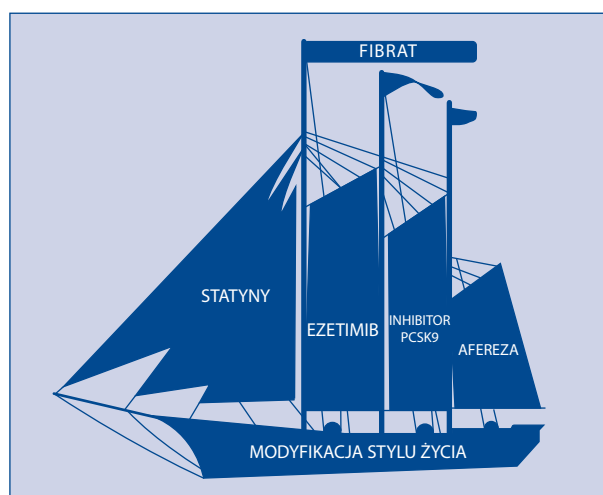 FIBRAT
STATYNY
EZETIMIB
INHIBITOR
PCSK9
AFEREZA
MODYFIKACJA STYLU ŻYCIA